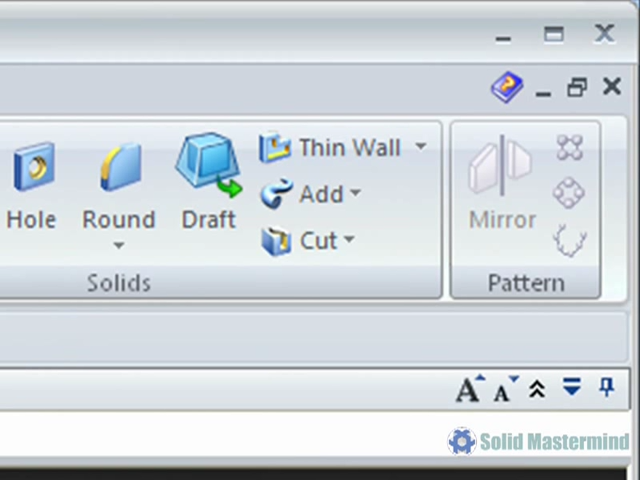 Thin Wall
Add
Cut
Hole
Round
Draft
Mirror
Solids
Pattern
A A
Solid Mastermind